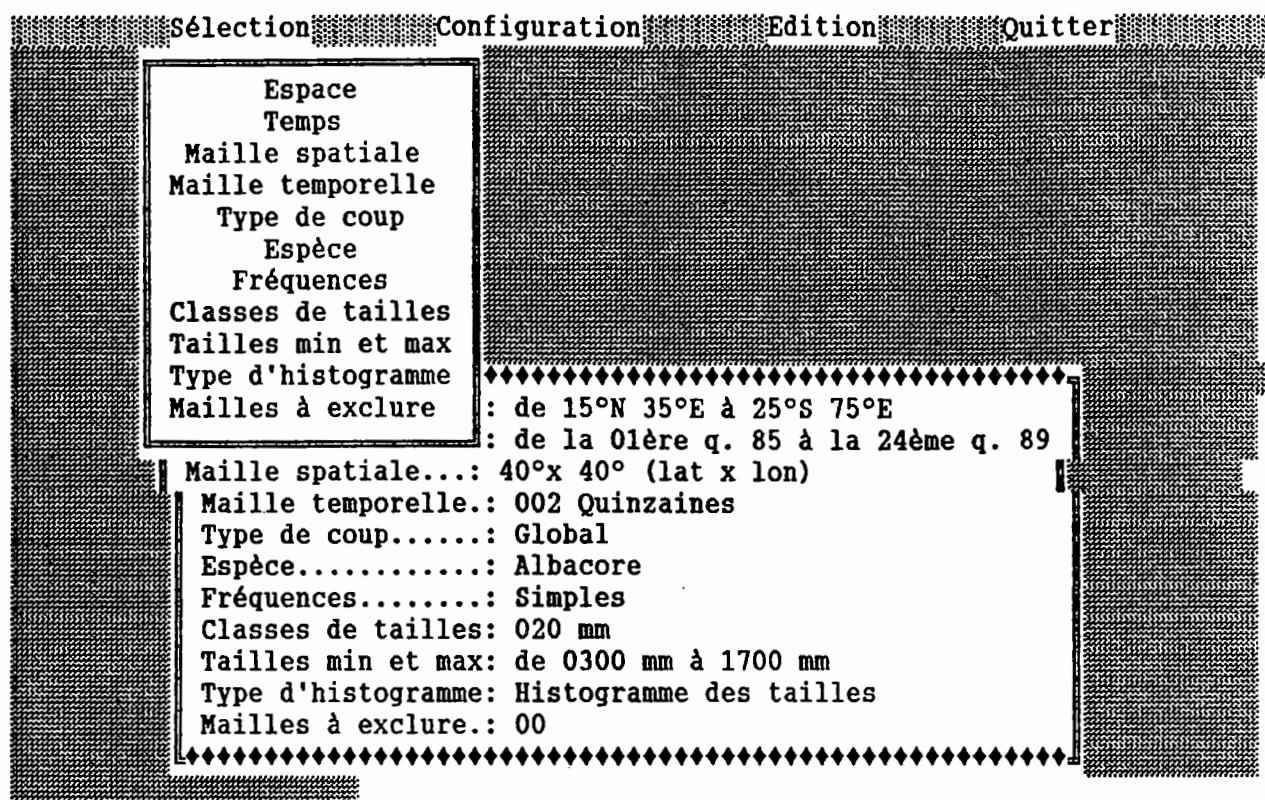 Sélection Configuration Edition Quitter
Espace
Temps
Maille spatiale
Maille temporelle
Type de coup
Espèce
Fréquences
Classes de tailles
Tailles min et max
Type d'histogramme
Mailles à exclure
: de 15°N 35°E à 25°S 75°E
: de la 01ère q. 85 à la 24ème q. 89
Maille spatiale...: 40°x 40° (lat x lon)
Maille temporelle.: 002 Quinzaines
Type de coup......: Global
Espèce............: Albacore
Fréquences........: Simples
Classes de tailles: 020 mm
Tailles min et max: de 0300 mm à 1700 mm
Type d'histogramme: Histogramme des tailles
Mailles à exclure.: 00